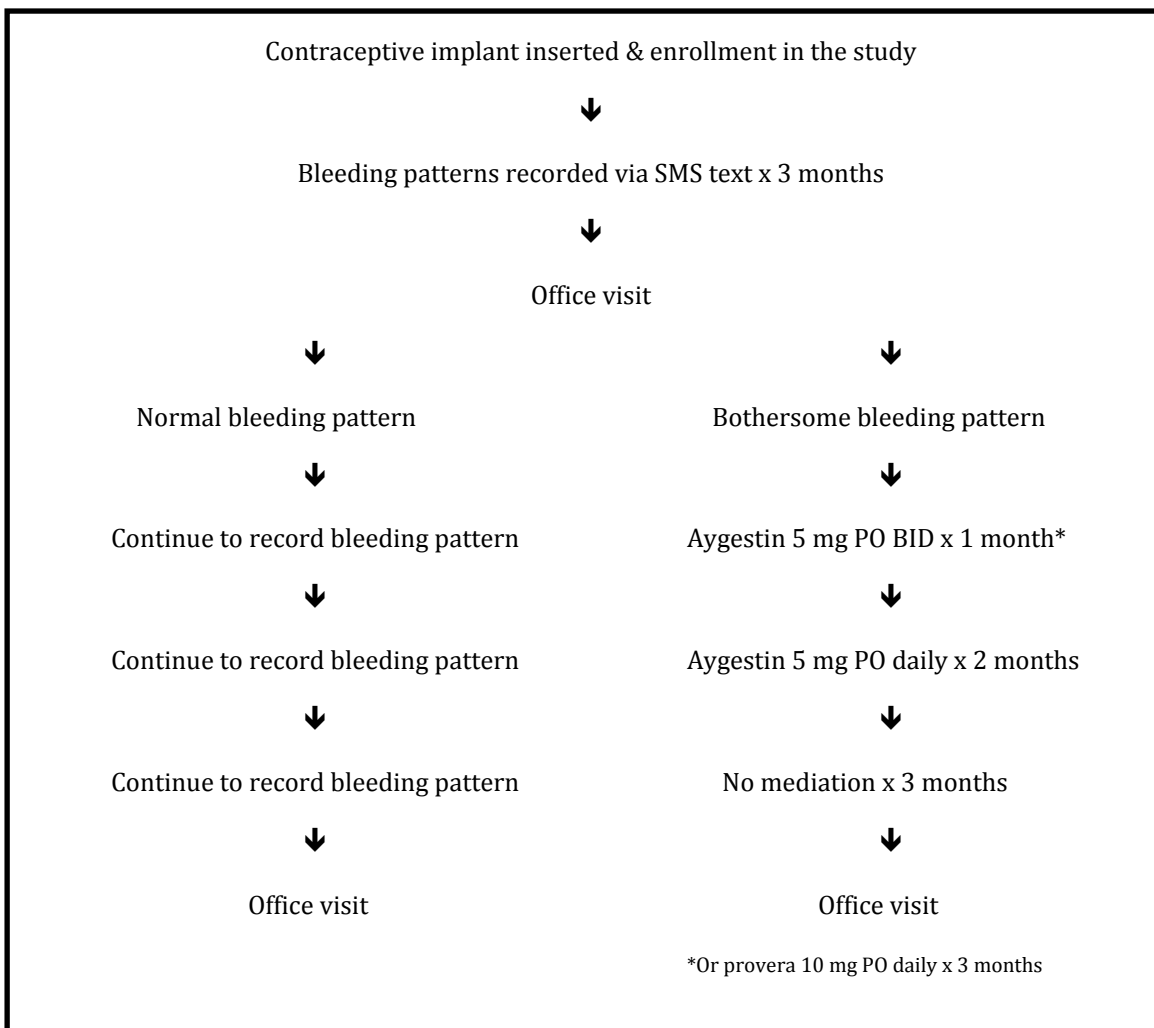 Contraceptive implant inserted & enrollment in the study
Bleeding patterns recorded via SMS text x 3 months
Office visit
Normal bleeding pattern
Bothersome bleeding pattern
Continue to record bleeding pattern
Aygestin 5 mg PO BID x 1 month*
Continue to record bleeding pattern
Aygestin 5 mg PO daily x 2 months
Continue to record bleeding pattern
No mediation x 3 months
Office visit
Office visit
*Or provera 10 mg PO daily x 3 months